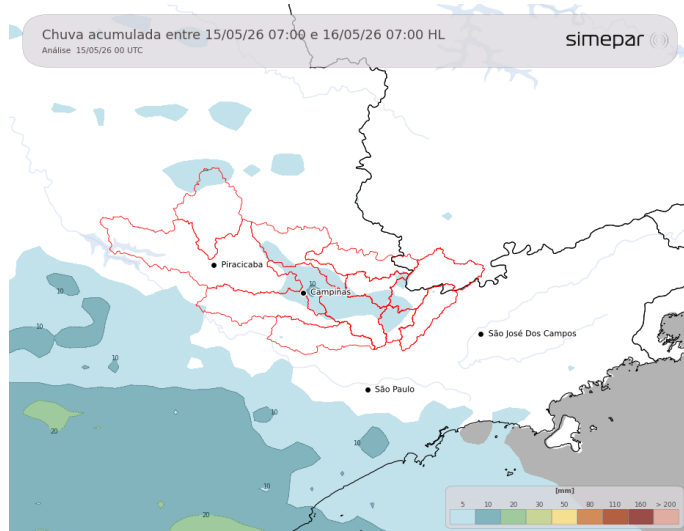 Chuva acumulada entre 15/05/26 07:00 e 16/05/26 07:00 HL
Análise 15/05/26 00 UTC
simepar
10
Piracicaba
10
Campinas
10
10
São José Dos Campos
10
São Paulo
10
20
10
10
20
[mm]
5 10 20 30 50 80 110 160 > 200